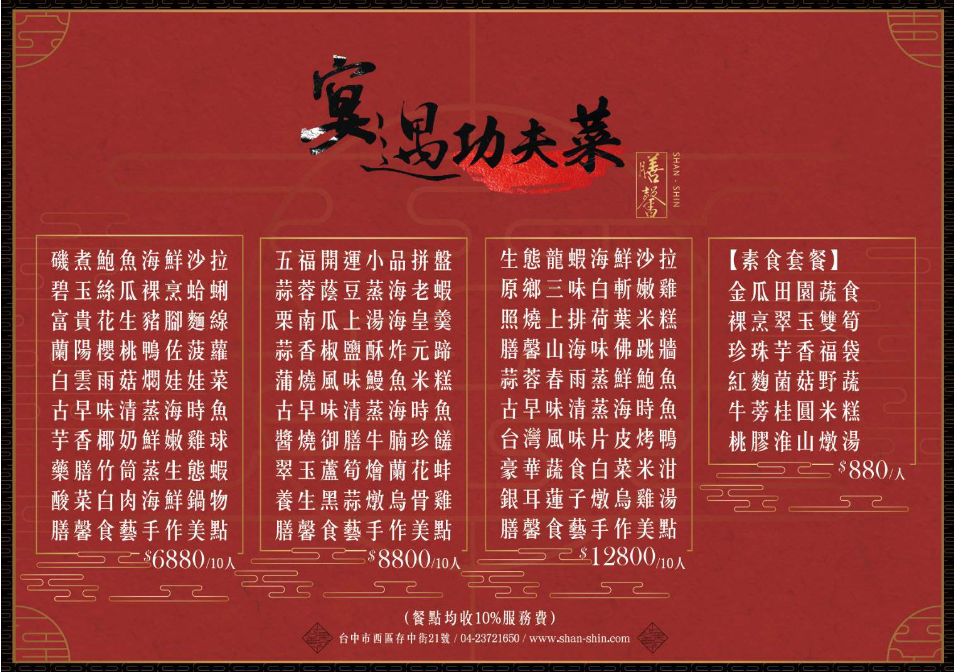 宴遇功夫菜
膳馨
SHAN - SHIN
磯煮鮑魚海鮮沙拉
碧玉絲瓜裸烹蛤蜊
富貴花生豬腳麵線
蘭陽櫻桃鴨佐菠蘿
白雲雨菇燜娃娃菜
古早味清蒸海時魚
芋香椰奶鮮嫩雞球
藥膳竹筒蒸生態蝦
酸菜白肉海鮮鍋物
膳馨食藝手作美點
$6880/10人
五福開運小品拼盤
蒜蓉蔭豆蒸海老蝦
栗南瓜上湯海皇羹
蒜香椒鹽酥炸元蹄
蒲燒風味鰻魚米糕
古早味清蒸海時魚
醬燒御膳牛腩珍饈
翠玉蘆筍燴蘭花蚌
養生黑蒜燉烏骨雞
膳馨食藝手作美點
$8800/10人
生態龍蝦海鮮沙拉
原鄉三味白斬嫩雞
照燒上排荷葉米糕
膳馨山海味佛跳牆
蒜蓉春雨蒸鮮鮑魚
古早味清蒸海時魚
台灣風味片皮烤鴨
豪華蔬食白菜米泔
銀耳蓮子燉烏雞湯
膳馨食藝手作美點
$12800/10人
【素食套餐】
金瓜田園蔬食
裸烹翠玉雙筍
珍珠芋香福袋
紅麴菌菇野蔬
牛蒡桂圓米糕
桃膠淮山燉湯
$880/人
(餐點均收10%服務費)
台中市西區存中街21號 / 04-23721650 / www.shan-shin.com